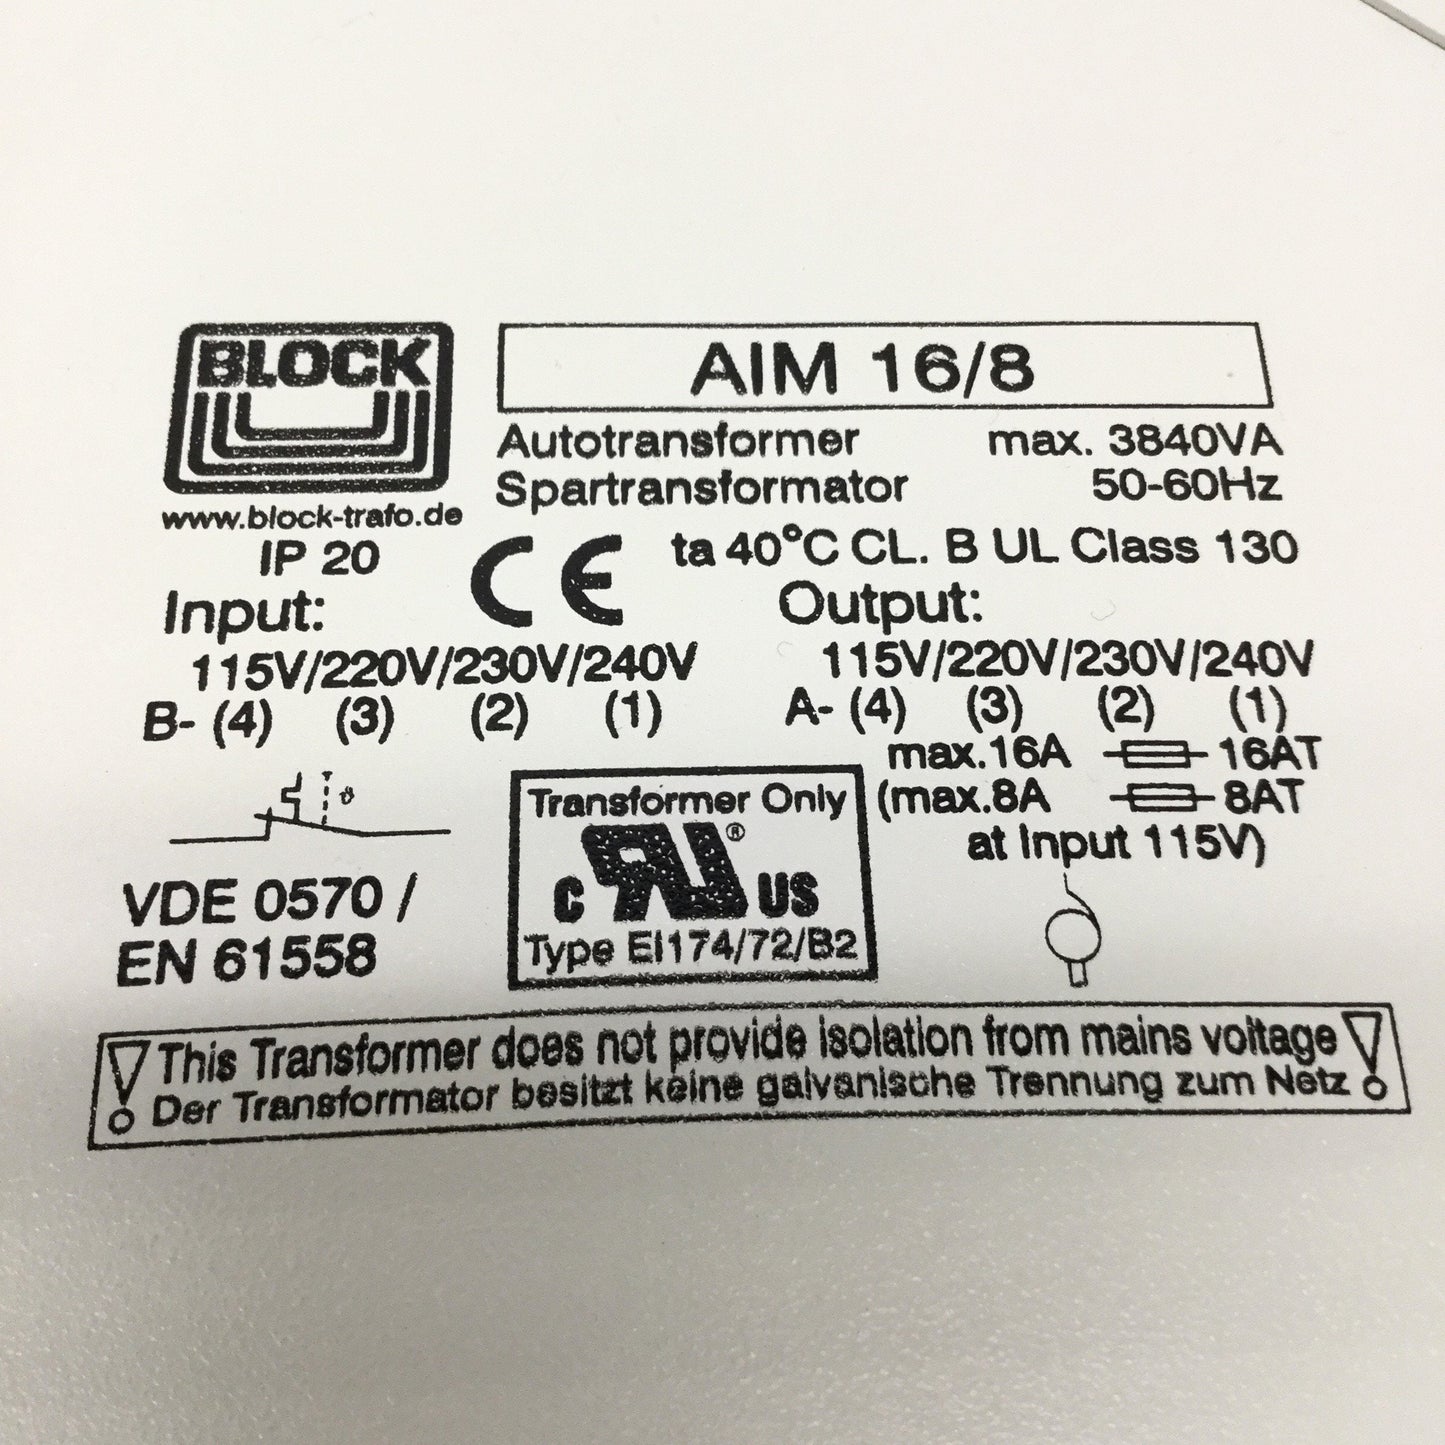 BLOCK
www.block-trafo.de
IP 20
AIM 16/8
Autotransformer max. 3840VA
Spartransformator 50-60Hz
CE ta 40°C CL. B UL Class 130
Input:
115V/220V/230V/240V
B- (4) (3) (2) (1)
Output:
115V/220V/230V/240V
A- (4) (3) (2) (1)
max.16A 16AT
(max.8A 8AT
at Input 115V)
ϑ
VDE 0570 /
EN 61558
Transformer Only
c RU ® US
Type EI174/72/B2
This Transformer does not provide isolation from mains voltage
Der Transformator besitzt keine galvanische Trennung zum Netz